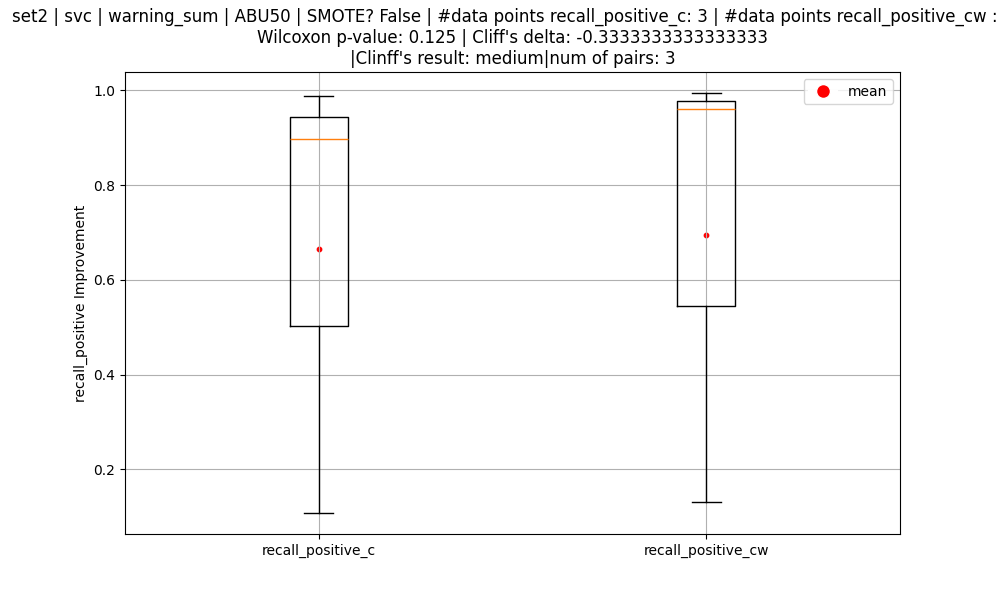 set2 | svc | warning_sum | ABU50 | SMOTE? False | #data points recall_positive_c: 3 | #data points recall_positive_cw :
Wilcoxon p-value: 0.125 | Cliff's delta: -0.3333333333333333
|Clinff's result: medium|num of pairs: 3
mean
1.0
0.8
0.6
0.4
0.2
recall_positive Improvement
recall_positive_c
recall_positive_cw